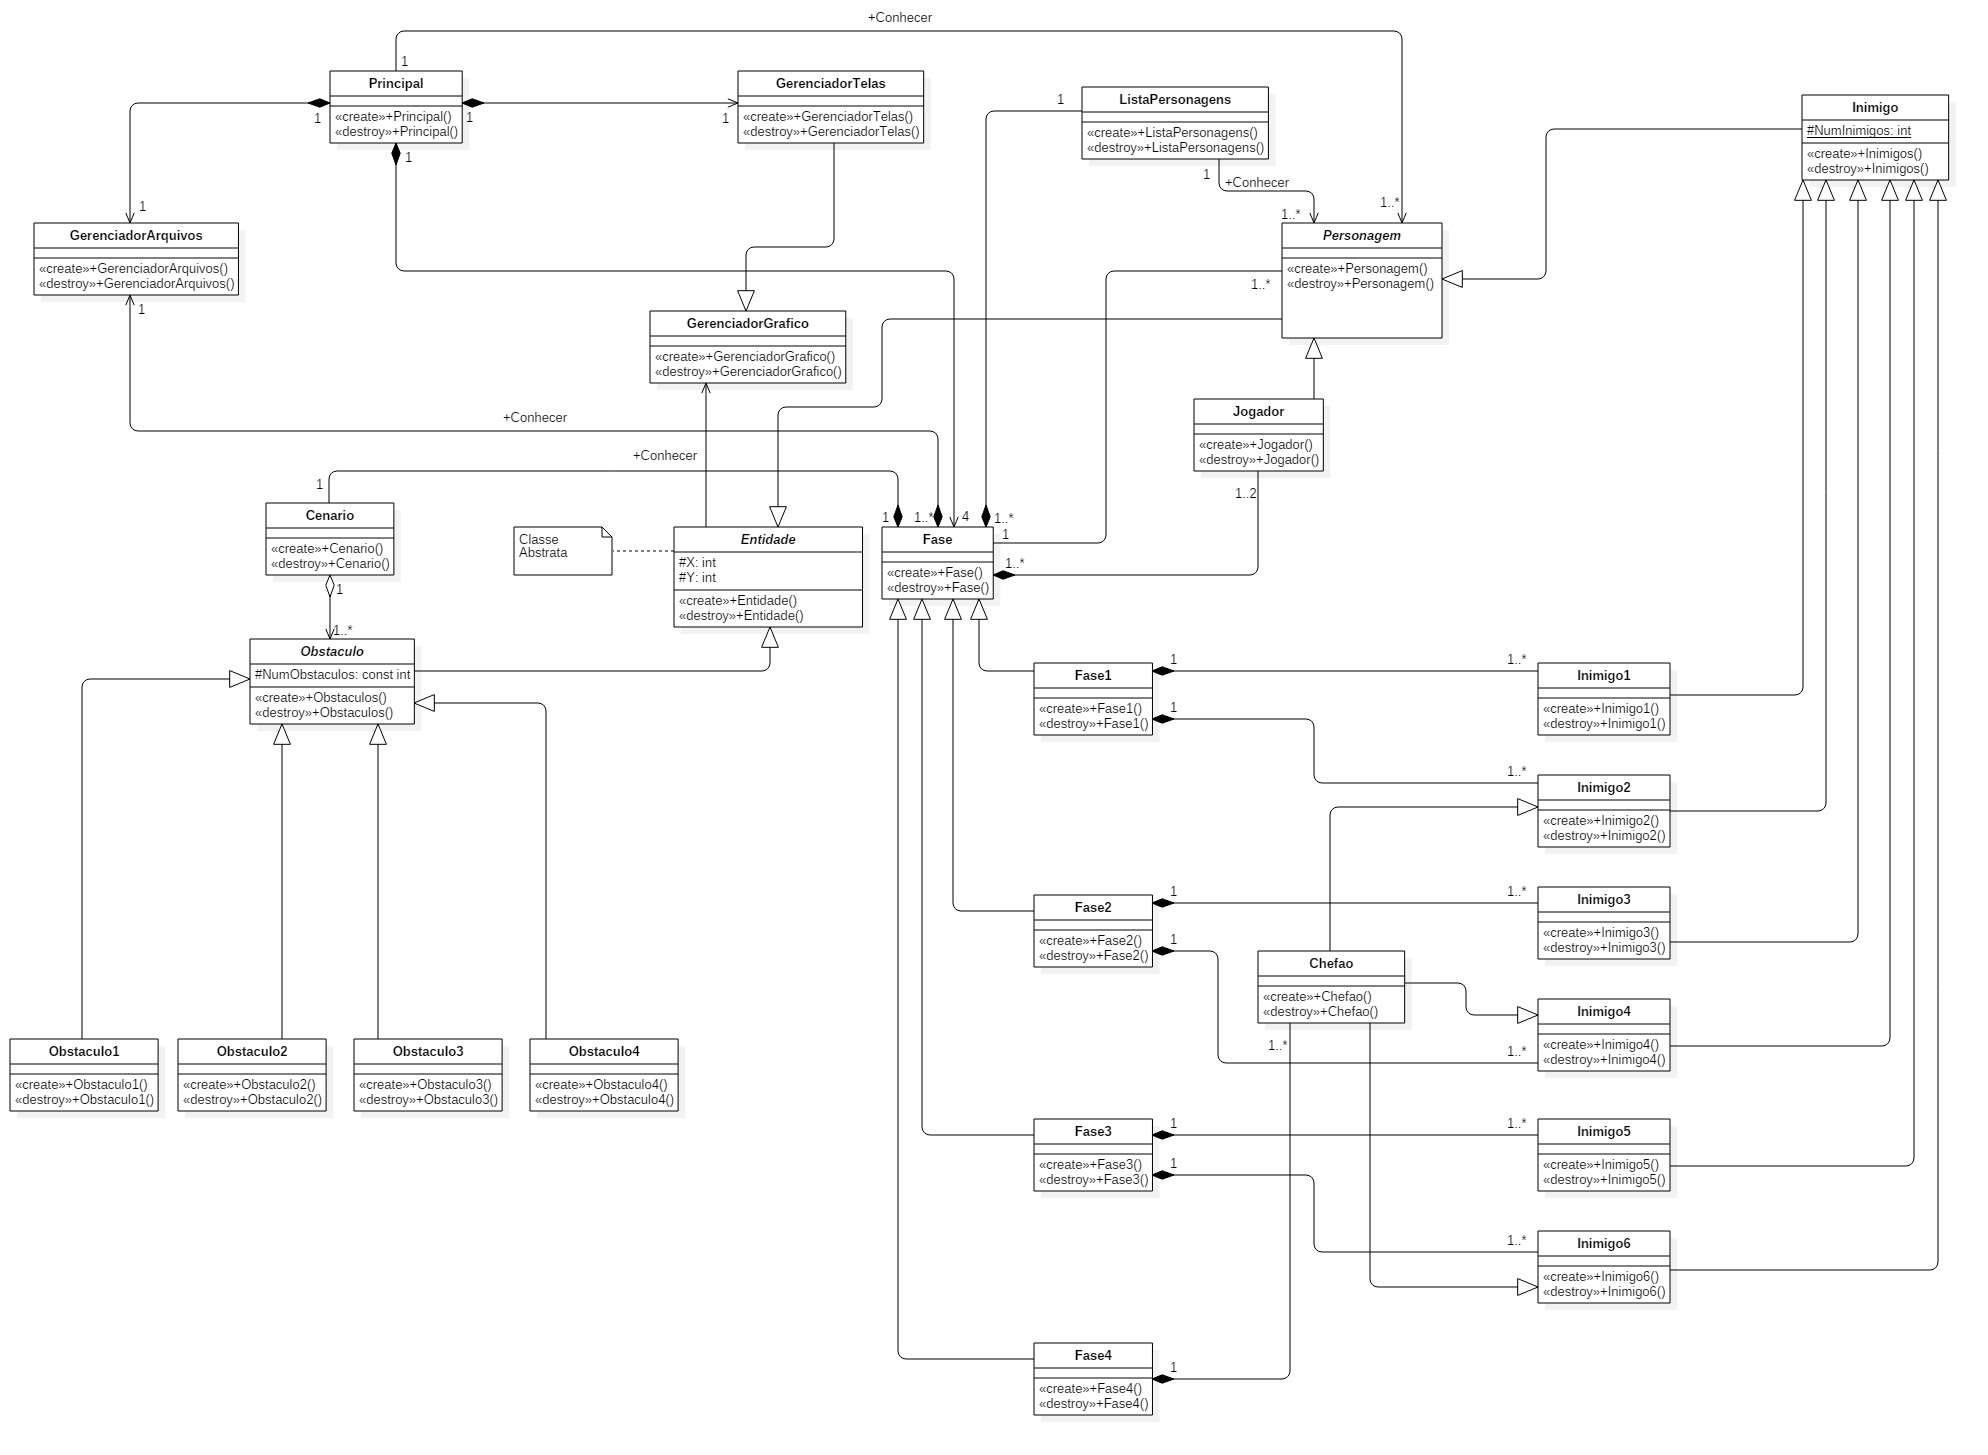 +Conhecer
1
Principal
«create»+Principal()
«destroy»+Principal()
1
1
1
GerenciadorTelas
«create»+GerenciadorTelas()
«destroy»+GerenciadorTelas()
1
ListaPersonagens
«create»+ListaPersonagens()
«destroy»+ListaPersonagens()
1
1
+Conhecer
1..*
1..*
Inimigo
#NumInimigos: int
«create»+Inimigos()
«destroy»+Inimigos()
1
GerenciadorArquivos
«create»+GerenciadorArquivos()
«destroy»+GerenciadorArquivos()
1
Personagem
«create»+Personagem()
«destroy»+Personagem()
1..*
GerenciadorGrafico
«create»+GerenciadorGrafico()
«destroy»+GerenciadorGrafico()
+Conhecer
+Conhecer
Jogador
«create»+Jogador()
«destroy»+Jogador()
1..2
1
Cenario
«create»+Cenario()
«destroy»+Cenario()
1
1..*
Classe
Abstrata
Entidade
#X: int
#Y: int
«create»+Entidade()
«destroy»+Entidade()
1
1..*
4
1..*
1
1..*
Fase
«create»+Fase()
«destroy»+Fase()
Obstaculo
#NumObstaculos: const int
«create»+Obstaculos()
«destroy»+Obstaculos()
Fase1
«create»+Fase1()
«destroy»+Fase1()
1
1
1..*
Inimigo1
«create»+Inimigo1()
«destroy»+Inimigo1()
1..*
Inimigo2
«create»+Inimigo2()
«destroy»+Inimigo2()
Fase2
«create»+Fase2()
«destroy»+Fase2()
1
1
1..*
Inimigo3
«create»+Inimigo3()
«destroy»+Inimigo3()
Chefao
«create»+Chefao()
«destroy»+Chefao()
1..*
1..*
Inimigo4
«create»+Inimigo4()
«destroy»+Inimigo4()
Obstaculo1
«create»+Obstaculo1()
«destroy»+Obstaculo1()
Obstaculo2
«create»+Obstaculo2()
«destroy»+Obstaculo2()
Obstaculo3
«create»+Obstaculo3()
«destroy»+Obstaculo3()
Obstaculo4
«create»+Obstaculo4()
«destroy»+Obstaculo4()
Fase3
«create»+Fase3()
«destroy»+Fase3()
1
1
1..*
Inimigo5
«create»+Inimigo5()
«destroy»+Inimigo5()
1..*
Inimigo6
«create»+Inimigo6()
«destroy»+Inimigo6()
Fase4
«create»+Fase4()
«destroy»+Fase4()
1